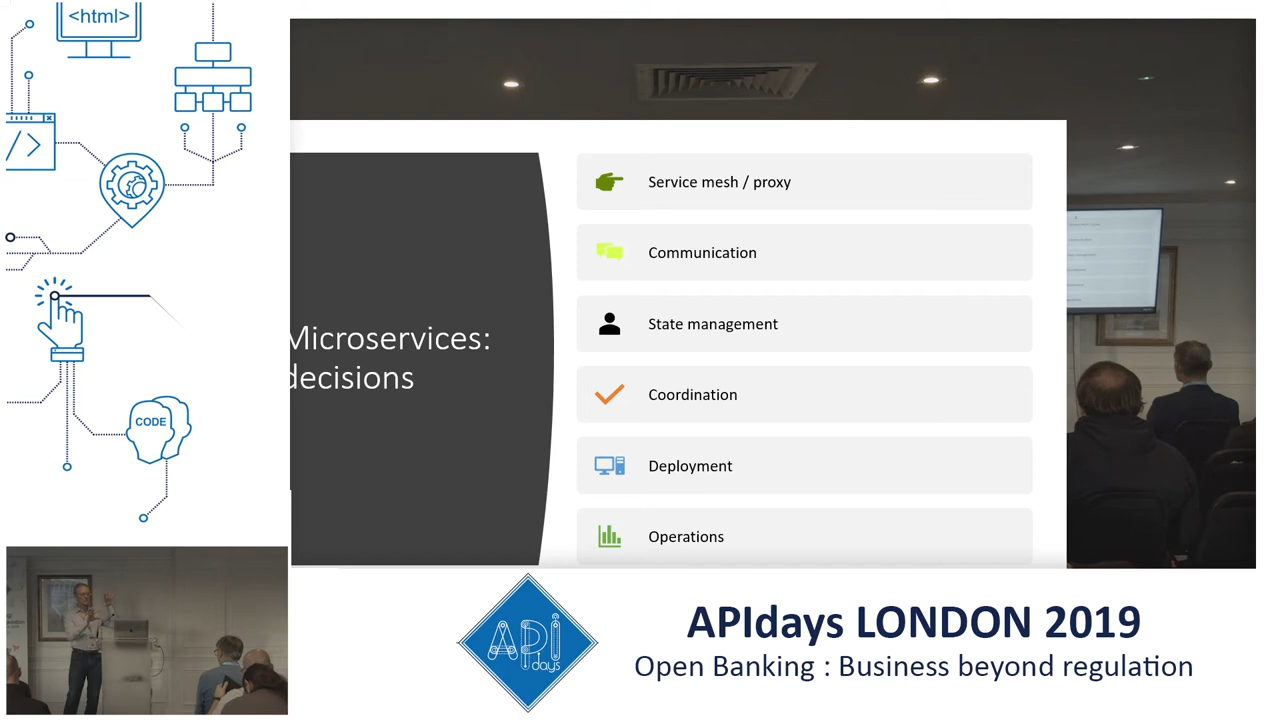 <html>
/>
CODE
Microservices:
decisions
Service mesh / proxy
Communication
State management
Coordination
Deployment
Operations
API
days
APIdays LONDON 2019
Open Banking : Business beyond regulation